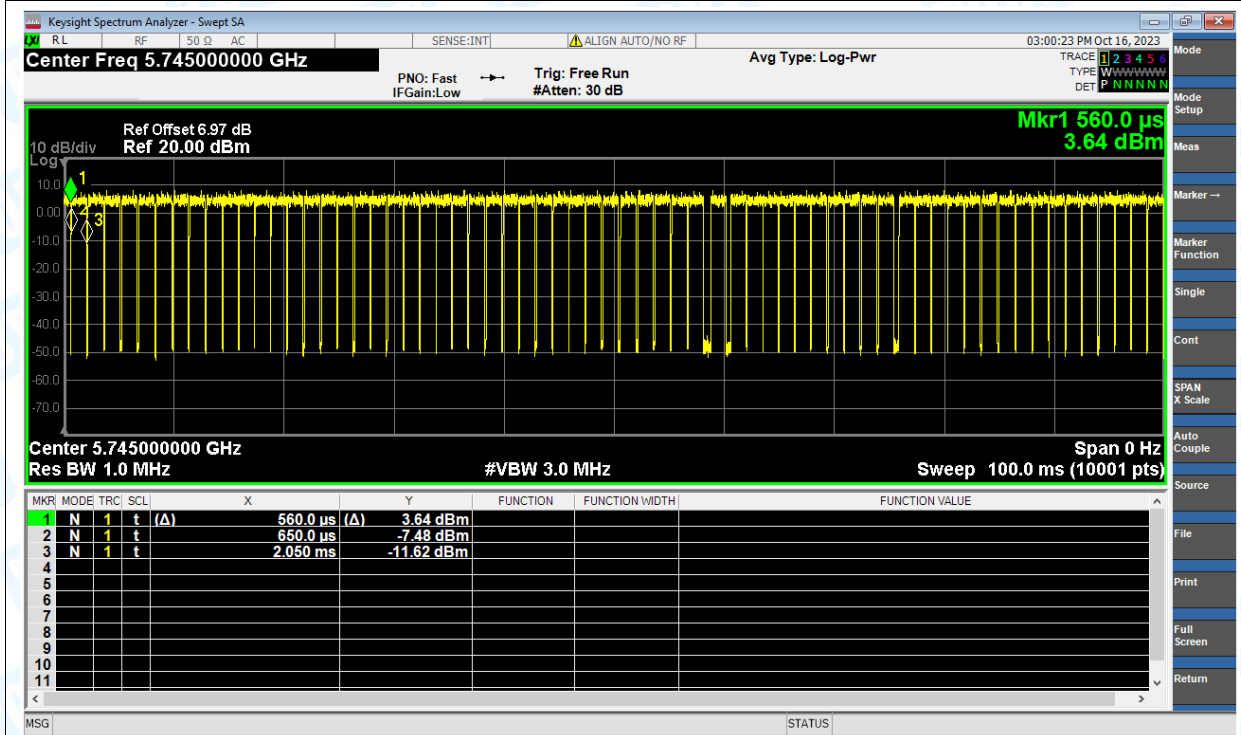 Keysight Spectrum Analyzer - Swept SA
LXI RL RF 50 Ω AC SENSE:INT ALIGN AUTO/NO RF 03:00:23 PM Oct 16, 2023
Center Freq 5.745000000 GHz
PNO: Fast
IFGain:Low
Trig: Free Run
#Atten: 30 dB
Avg Type: Log-Pwr
TRACE 1 2 3 4 5 6
TYPE WWWWWW
DET P N N N N N
Mkr1 560.0 µs
3.64 dBm
Ref Offset 6.97 dB
10 dB/div Ref 20.00 dBm
Log
1
2
3
10.0
0.00
-10.0
-20.0
-30.0
-40.0
-50.0
-60.0
-70.0
Center 5.745000000 GHz Span 0 Hz
Res BW 1.0 MHz #VBW 3.0 MHz Sweep 100.0 ms (10001 pts)
MKR MODE TRC SCL X Y FUNCTION FUNCTION WIDTH FUNCTION VALUE
1 N 1 t (Δ) 560.0 µs (Δ) 3.64 dBm
2 N 1 t 650.0 µs -7.48 dBm
3 N 1 t 2.050 ms -11.62 dBm
4
5
6
7
8
9
10
11
MSG STATUS
Mode
Mode
Setup
Meas
Marker →
Marker
Function
Single
Cont
SPAN
X Scale
Auto
Couple
Source
File
Print
Full
Screen
Return